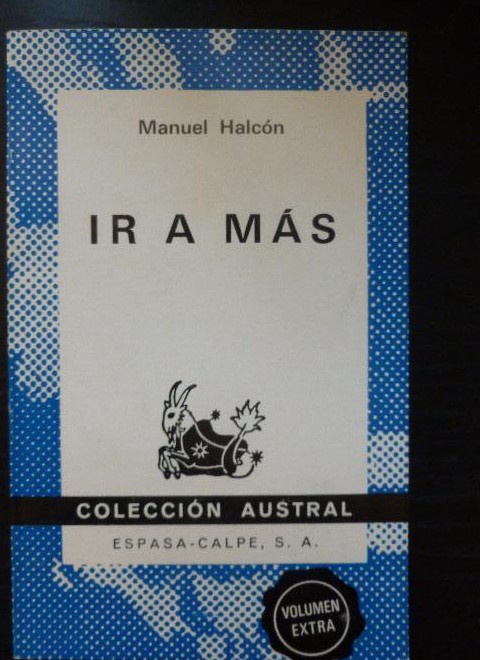 Manuel Halcón
IR A MÁS
COLECCIÓN AUSTRAL
ESPASA-CALPE, S. A.
VOLUMEN
EXTRA